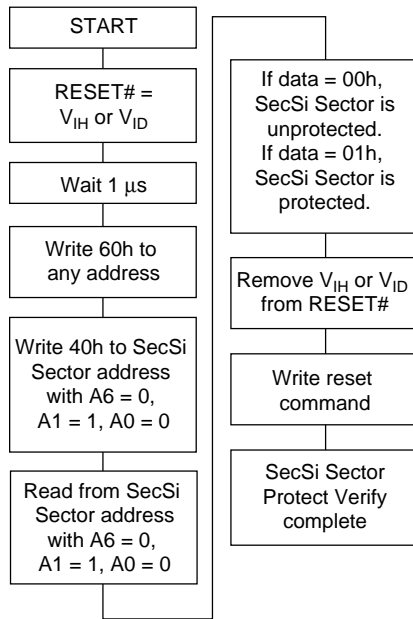 START
RESET# =
VIH or VID
Wait 1 μs
Write 60h to
any address
Write 40h to SecSi
Sector address
with A6 = 0,
A1 = 1, A0 = 0
Read from SecSi
Sector address
with A6 = 0,
A1 = 1, A0 = 0
If data = 00h,
SecSi Sector is
unprotected.
If data = 01h,
SecSi Sector is
protected.
Remove VIH or VID
from RESET#
Write reset
command
SecSi Sector
Protect Verify
complete